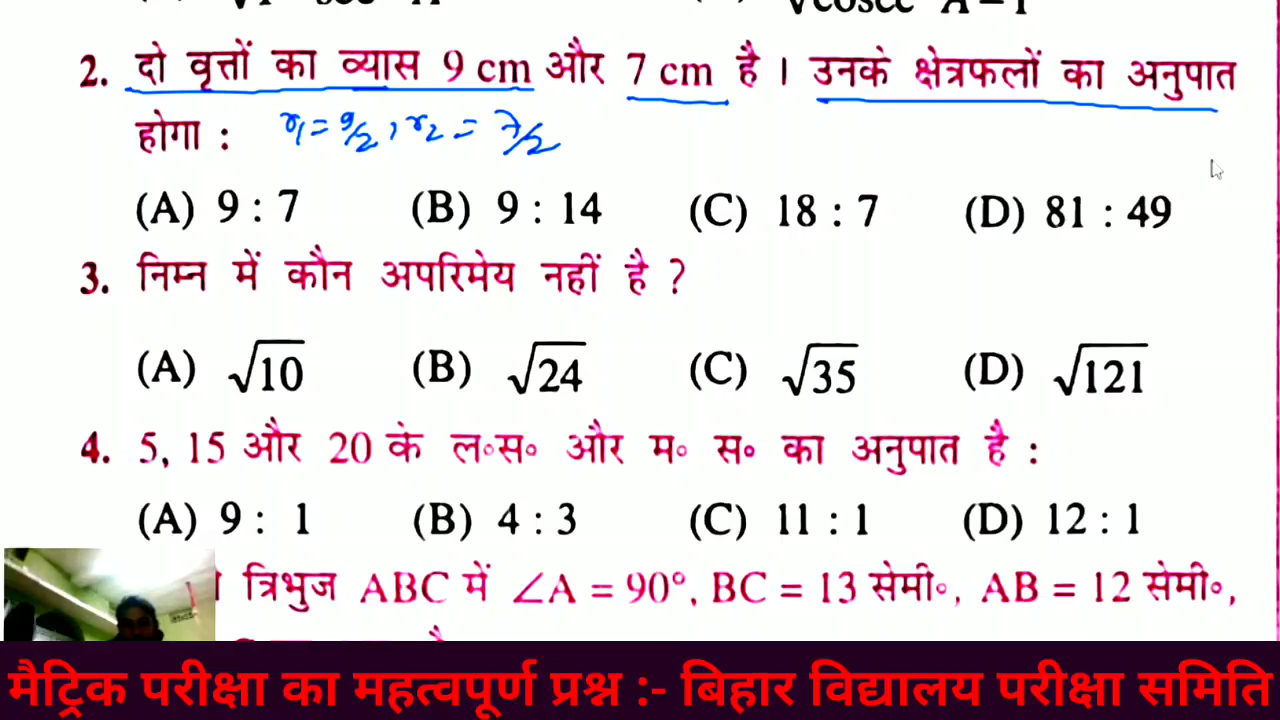 2. दो वृत्तों का व्यास 9 cm और 7 cm है । उनके क्षेत्रफलों का अनुपात
होगा : r₁ = 9/2 , r₂ = 7/2
(A) 9 : 7 (B) 9 : 14 (C) 18 : 7 (D) 81 : 49
3. निम्न में कौन अपरिमेय नहीं है ?
(A) √10 (B) √24 (C) √35 (D) √121
4. 5, 15 और 20 के ल॰स॰ और म॰ स॰ का अनुपात है :
(A) 9 : 1 (B) 4 : 3 (C) 11 : 1 (D) 12 : 1
त्रिभुज ABC में ∠A = 90°, BC = 13 सेमी॰, AB = 12 सेमी॰,
मैट्रिक परीक्षा का महत्वपूर्ण प्रश्न :- बिहार विद्यालय परीक्षा समिति